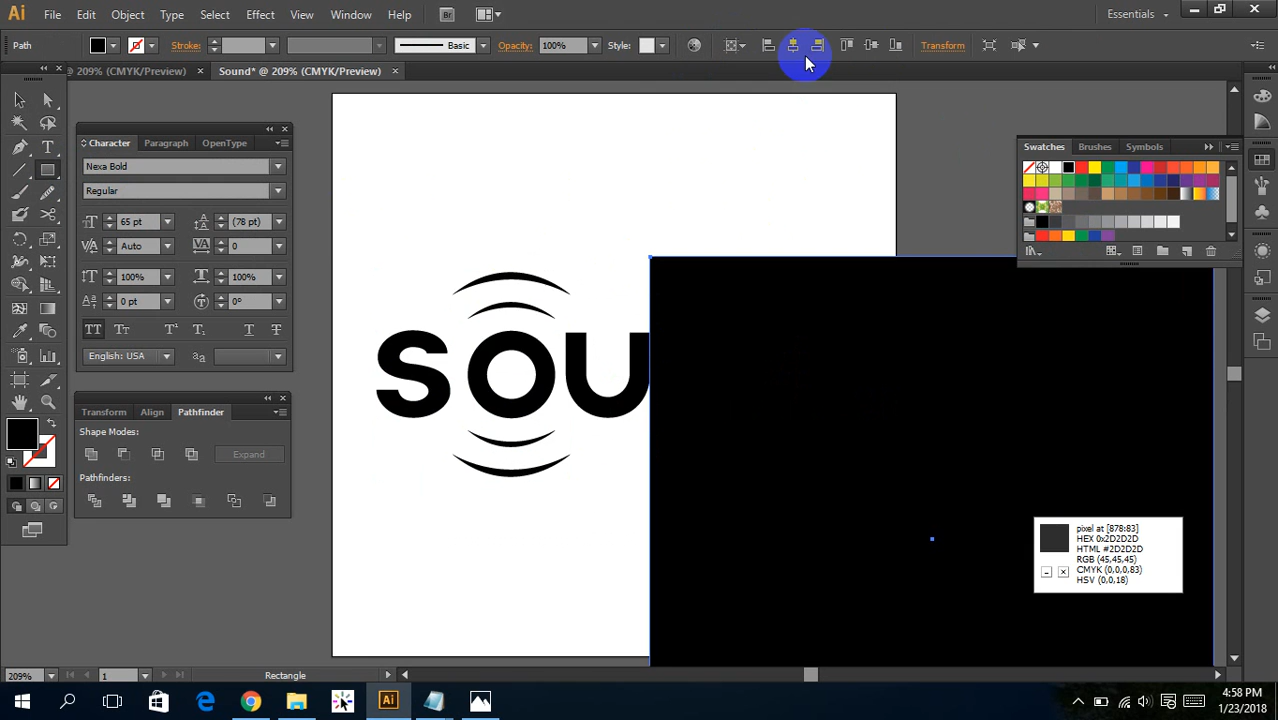 Ai File Edit Object Type Select Effect View Window Help Br Essentials
Path Stroke: Basic Opacity: 100% Style: Transform
@ 209% (CMYK/Preview) × Sound* @ 209% (CMYK/Preview) ×
Character Paragraph OpenType
Nexa Bold
Regular
65 pt (78 pt)
Auto 0
100% 100%
0 pt 0°
English: USA
Transform Align Pathfinder
Shape Modes:
Expand
Pathfinders:
SOU
Swatches Brushes Symbols
pixel at [878:83]
HEX 0x2D2D2D
HTML #2D2D2D
RGB (45,45,45)
CMYK (0,0,0,83)
HSV (0,0,18)
209% 1 Rectangle
4:58 PM
1/23/2018